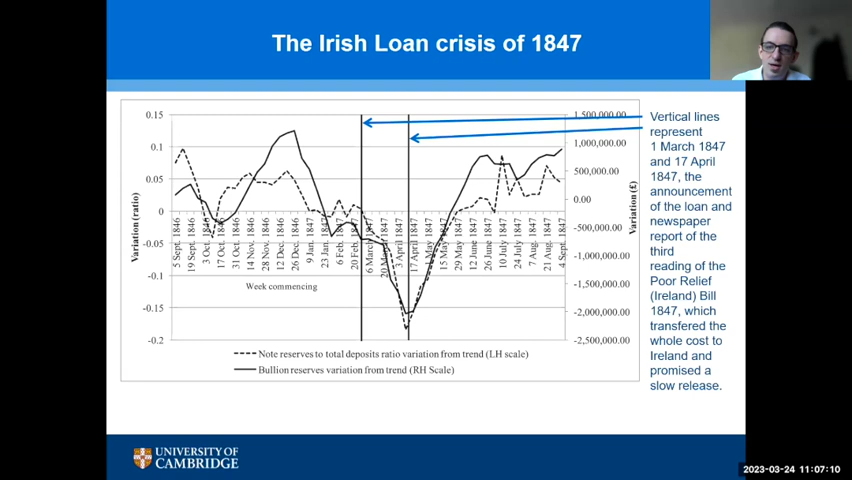 The Irish Loan crisis of 1847
Vertical lines
represent
1 March 1847
and 17 April
1847, the
announcement
of the loan and
newspaper
report of the
third
reading of the
Poor Relief
(Ireland) Bill
1847, which
transfered the
whole cost to
Ireland and
promised a
slow release.
0.15
0.1
0.05
0
-0.05
-0.1
-0.15
-0.2
Variation (ratio)
1,500,000.00
1,000,000.00
500,000.00
0.00
-500,000.00
-1,000,000.00
-1,500,000.00
-2,000,000.00
-2,500,000.00
Variation (£)
5 Sept. 1846
19 Sept. 1846
3 Oct. 1846
17 Oct. 1846
31 Oct. 1846
14 Nov. 1846
28 Nov. 1846
12 Dec. 1846
26 Dec. 1846
9 Jan. 1847
23 Jan. 1847
6 Feb. 1847
20 Feb. 1847
6 March 1847
20 March 1847
3 April 1847
17 April 1847
1 May 1847
15 May 1847
29 May 1847
12 June 1847
26 June 1847
10 July 1847
24 July 1847
7 Aug. 1847
21 Aug. 1847
4 Sept. 1847
Week commencing
Note reserves to total deposits ratio variation from trend (LH scale)
Bullion reserves variation from trend (RH Scale)
UNIVERSITY OF
CAMBRIDGE
2023-03-24 11:07:10